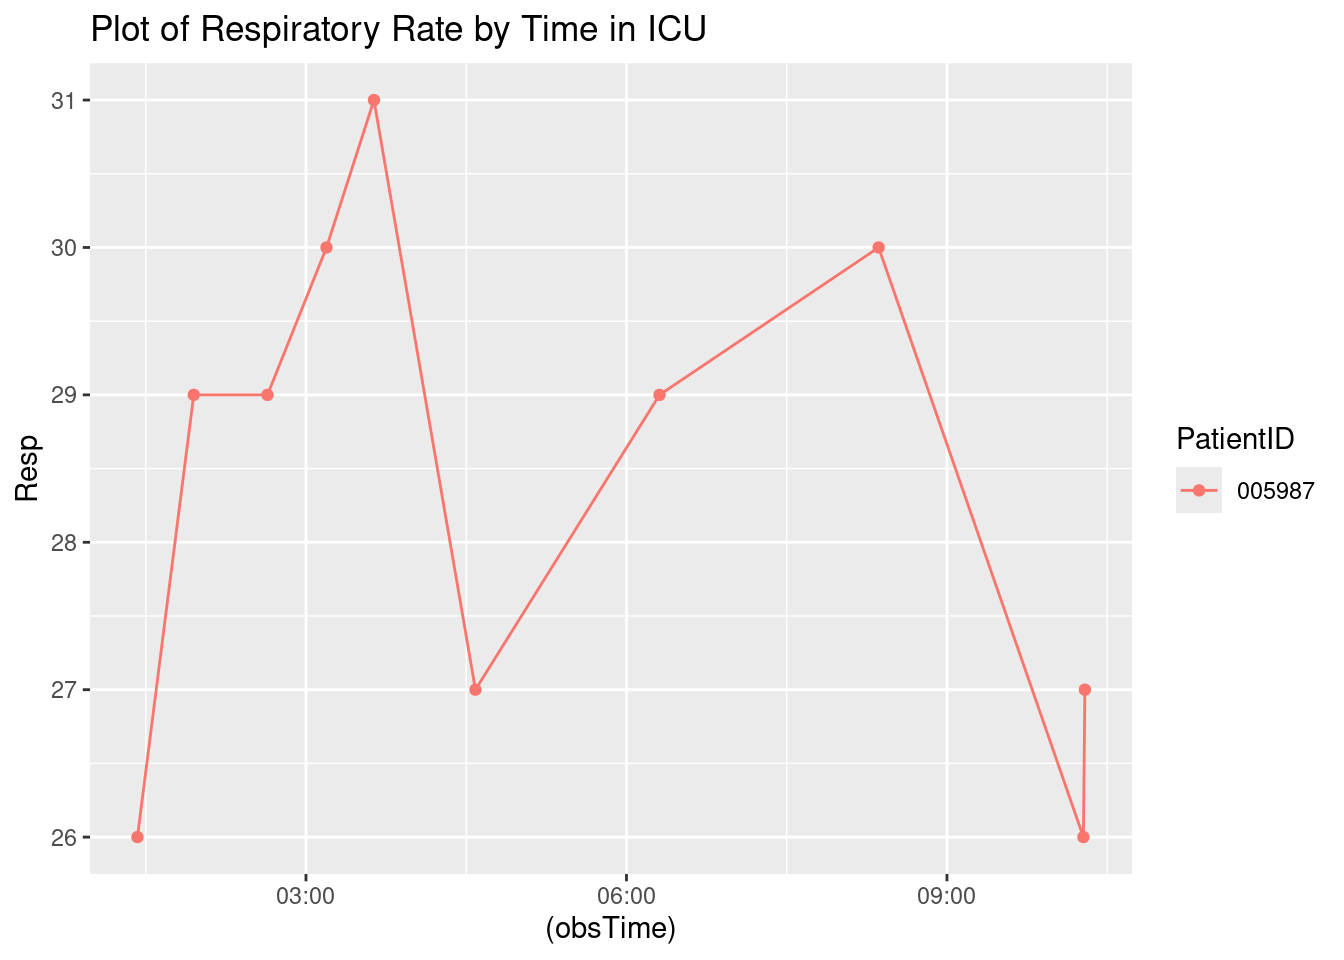 Plot of Respiratory Rate by Time in ICU
31
30
29
28
27
26
Resp
03:00
06:00
09:00
(obsTime)
PatientID
005987